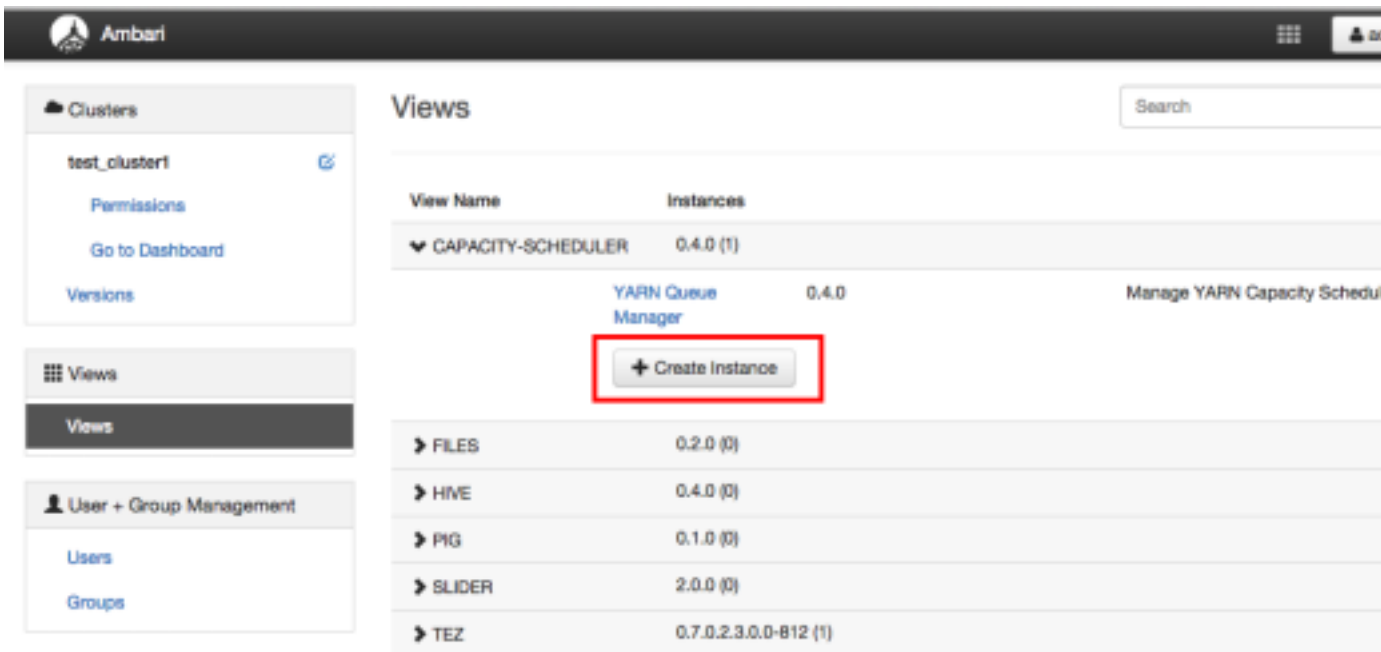 Ambari
Clusters
test_cluster1
Permissions
Go to Dashboard
Versions
Views
Views
User + Group Management
Users
Groups
Views
Search
View Name Instances
CAPACITY-SCHEDULER 0.4.0 (1)
YARN Queue 0.4.0 Manage YARN Capacity Schedul
Manager
Create Instance
FILES 0.2.0 (0)
HIVE 0.4.0 (0)
PIG 0.1.0 (0)
SLIDER 2.0.0 (0)
TEZ 0.7.0.2.3.0.0-812 (1)